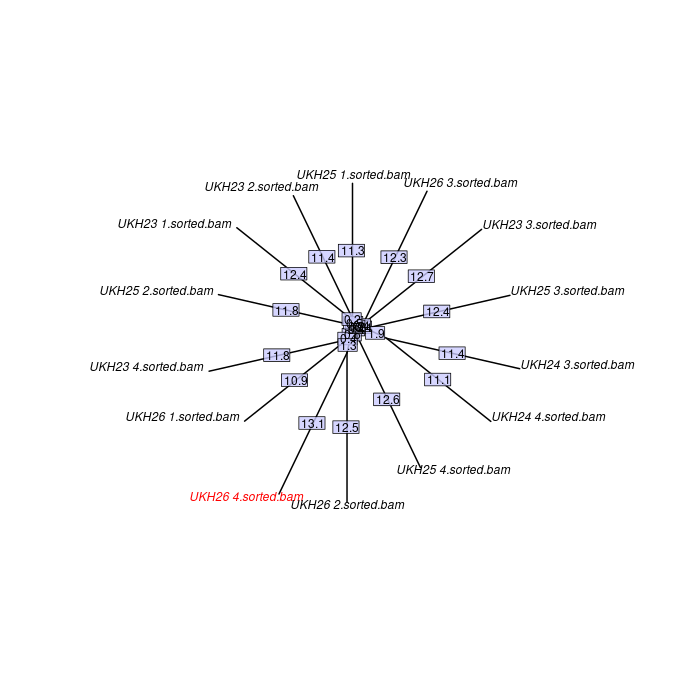 UKH25 1.sorted.bam
UKH26 3.sorted.bam
UKH23 2.sorted.bam
UKH23 1.sorted.bam
UKH23 3.sorted.bam
11.3
11.4
12.3
12.4
12.7
UKH25 2.sorted.bam
UKH25 3.sorted.bam
11.8
12.4
0.2
1.9
1.3
11.8
11.4
UKH23 4.sorted.bam
UKH24 3.sorted.bam
10.9
11.1
12.6
UKH26 1.sorted.bam
UKH24 4.sorted.bam
13.1
12.5
UKH25 4.sorted.bam
UKH26 4.sorted.bam
UKH26 2.sorted.bam